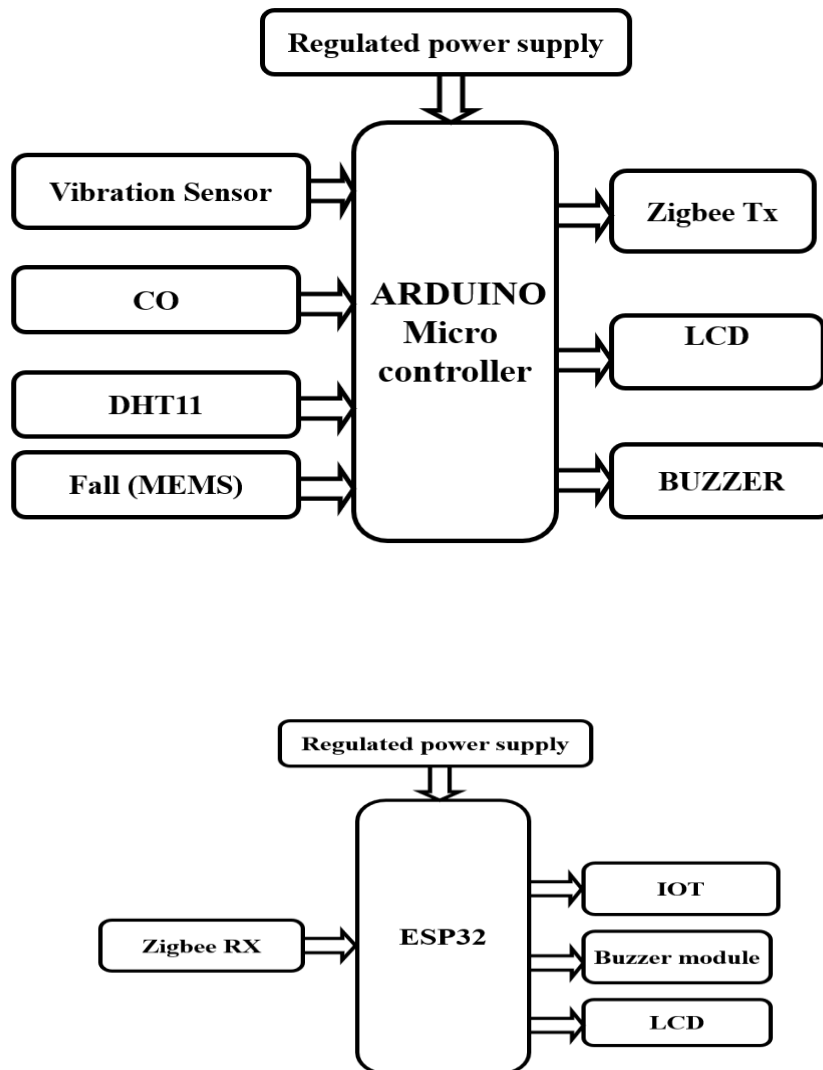 Regulated power supply
Vibration Sensor
CO
DHT11
Fall (MEMS)
ARDUINO
Micro
controller
Zigbee Tx
LCD
BUZZER
Regulated power supply
Zigbee RX
ESP32
IOT
Buzzer module
LCD